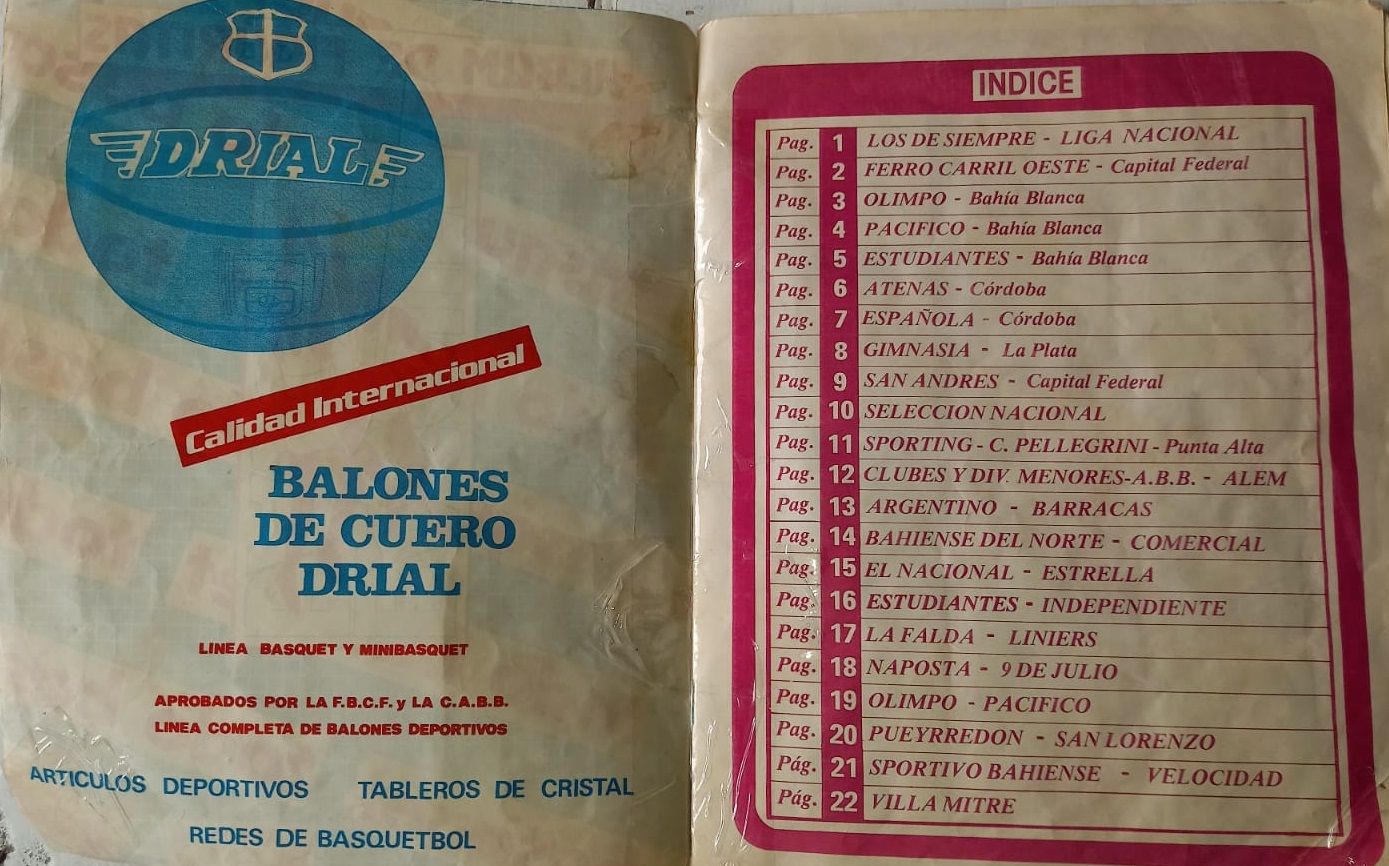 DRIAL
Calidad Internacional
BALONES
DE CUERO
DRIAL
LINEA BASQUET Y MINIBASQUET
APROBADOS POR LA F.B.C.F. y LA C.A.B.B.
LINEA COMPLETA DE BALONES DEPORTIVOS
ARTICULOS DEPORTIVOS TABLEROS DE CRISTAL
REDES DE BASQUETBOL
INDICE
Pag. 1 LOS DE SIEMPRE - LIGA NACIONAL
Pag. 2 FERRO CARRIL OESTE - Capital Federal
Pag. 3 OLIMPO - Bahía Blanca
Pag. 4 PACIFICO - Bahía Blanca
Pag. 5 ESTUDIANTES - Bahía Blanca
Pag. 6 ATENAS - Córdoba
Pag. 7 ESPAÑOLA - Córdoba
Pag. 8 GIMNASIA - La Plata
Pag. 9 SAN ANDRES - Capital Federal
Pag. 10 SELECCION NACIONAL
Pag. 11 SPORTING - C. PELLEGRINI - Punta Alta
Pag. 12 CLUBES Y DIV. MENORES-A.B.B. - ALEM
Pag. 13 ARGENTINO - BARRACAS
Pag. 14 BAHIENSE DEL NORTE - COMERCIAL
Pag. 15 EL NACIONAL - ESTRELLA
Pag. 16 ESTUDIANTES - INDEPENDIENTE
Pag. 17 LA FALDA - LINIERS
Pag. 18 NAPOSTA - 9 DE JULIO
Pag. 19 OLIMPO - PACIFICO
Pag. 20 PUEYRREDON - SAN LORENZO
Pág. 21 SPORTIVO BAHIENSE - VELOCIDAD
Pág. 22 VILLA MITRE